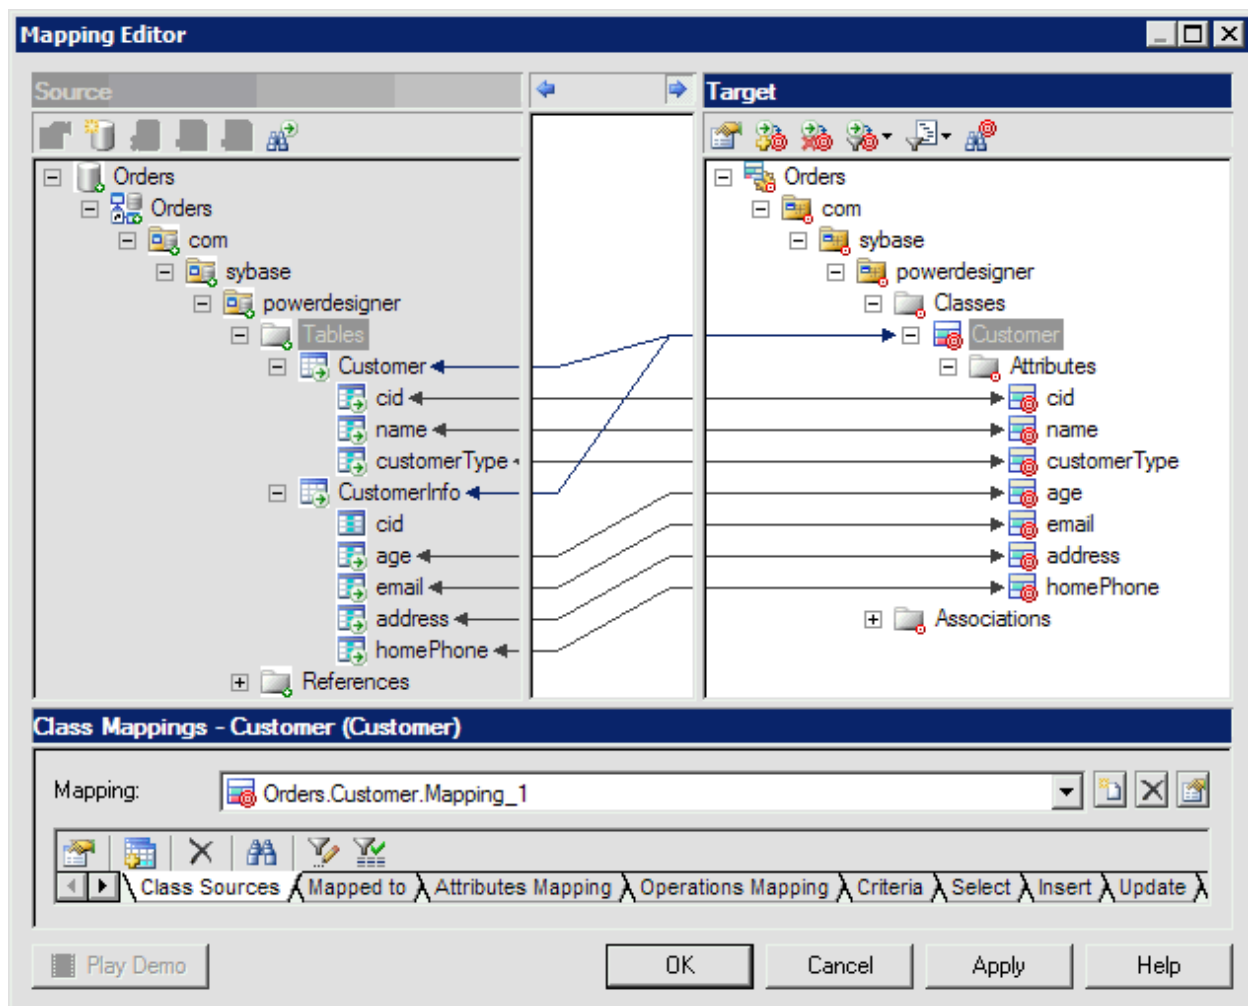 Mapping Editor
Source
Target
Orders
Orders
com
sybase
powerdesigner
Tables
Customer
cid
name
customerType
CustomerInfo
cid
age
email
address
homePhone
References
Orders
com
sybase
powerdesigner
Classes
Customer
Attributes
cid
name
customerType
age
email
address
homePhone
Associations
Class Mappings - Customer (Customer)
Mapping: Orders.Customer.Mapping_1
Class Sources Mapped to Attributes Mapping Operations Mapping Criteria Select Insert Update
Play Demo OK Cancel Apply Help